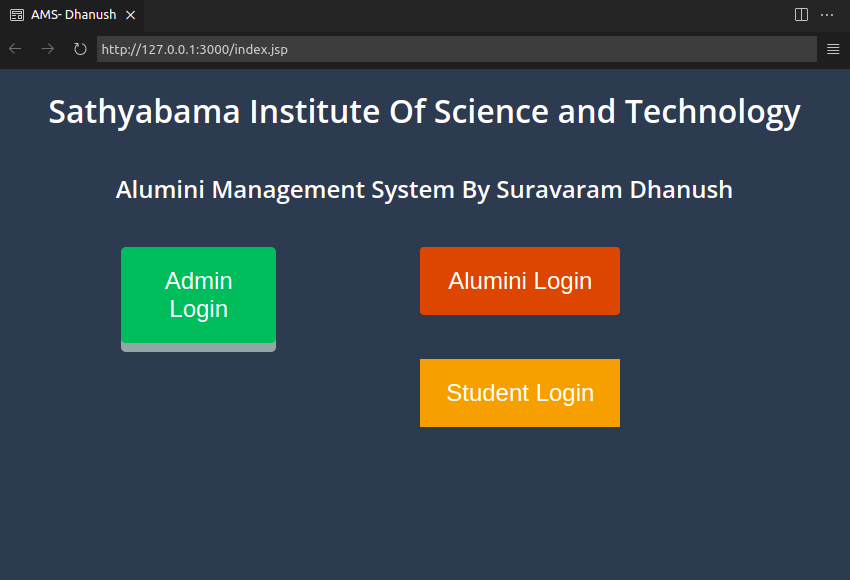 AMS- Dhanush
http://127.0.0.1:3000/index.jsp
Sathyabama Institute Of Science and Technology
Alumini Management System By Suravaram Dhanush
Admin
Login
Alumini Login
Student Login